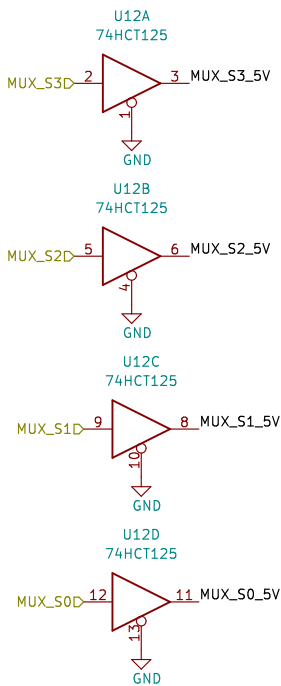 U12A
74HCT125
MUX_S3 2 3 MUX_S3_5V
1
GND
U12B
74HCT125
MUX_S2 5 6 MUX_S2_5V
4
GND
U12C
74HCT125
MUX_S1 9 8 MUX_S1_5V
10
GND
U12D
74HCT125
MUX_S0 12 11 MUX_S0_5V
13
GND